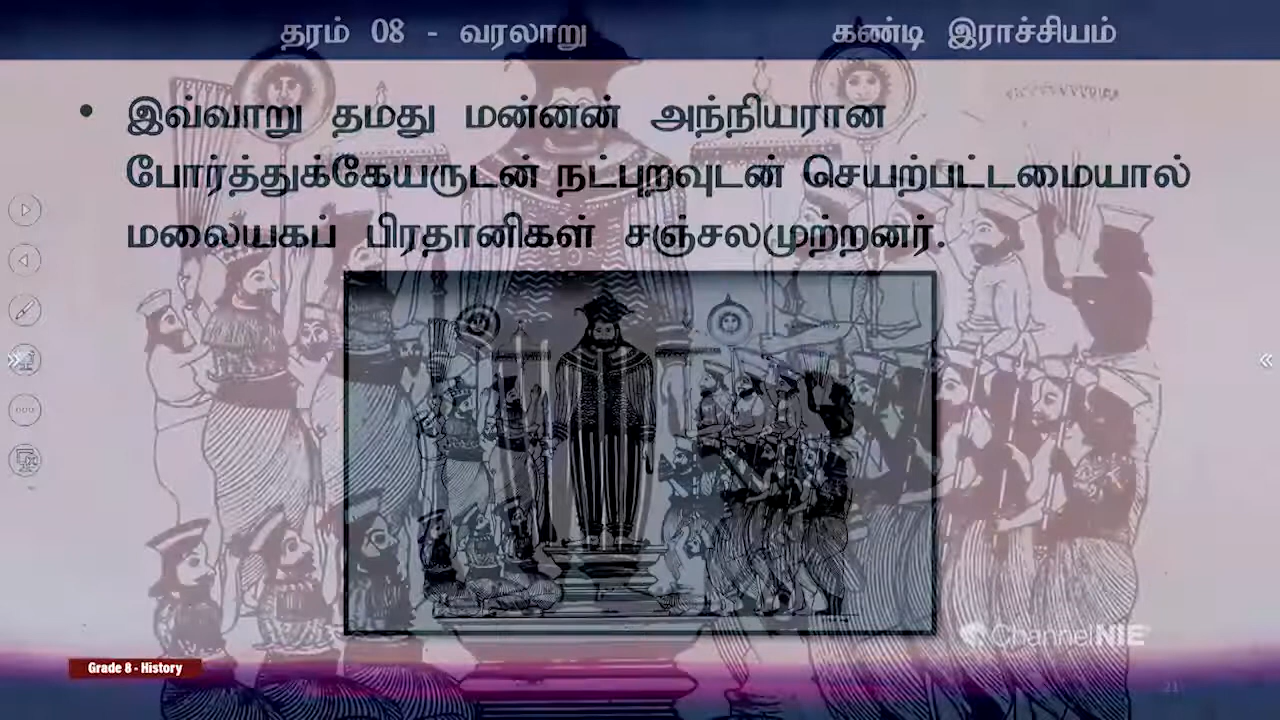 தரம் 08 - வரலாறு கண்டி இராச்சியம்
• இவ்வாறு தமது மன்னன் அந்நியரான
போர்த்துக்கேயருடன் நட்புறவுடன் செயற்பட்டமையால்
மலையகப் பிரதானிகள் சஞ்சலமுற்றனர்.
ChannelNIE
Grade 8 - History
21